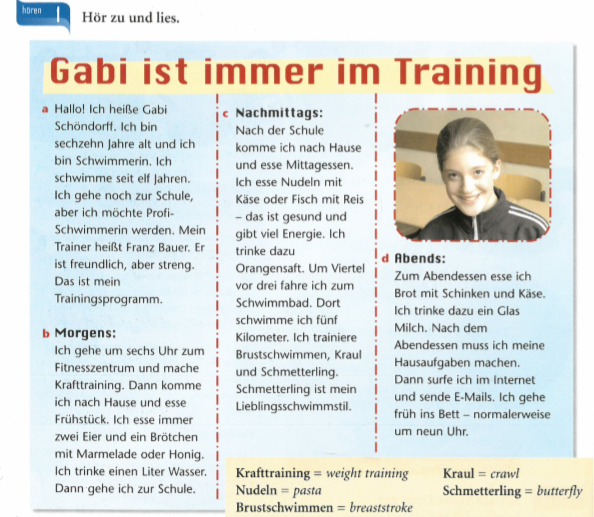 hören
1
Hör zu und lies.
Gabi ist immer im Training
a Hallo! Ich heiße Gabi
Schöndorff. Ich bin
sechzehn Jahre alt und ich
bin Schwimmerin. Ich
schwimme seit elf Jahren.
Ich gehe noch zur Schule,
aber ich möchte Profi-
Schwimmerin werden. Mein
Trainer heißt Franz Bauer. Er
ist freundlich, aber streng.
Das ist mein
Trainingsprogramm.
b Morgens:
Ich gehe um sechs Uhr zum
Fitnesszentrum und mache
Krafttraining. Dann komme
ich nach Hause und esse
Frühstück. Ich esse immer
zwei Eier und ein Brötchen
mit Marmelade oder Honig.
Ich trinke einen Liter Wasser.
Dann gehe ich zur Schule.
c Nachmittags:
Nach der Schule
komme ich nach Hause
und esse Mittagessen.
Ich esse Nudeln mit
Käse oder Fisch mit Reis
– das ist gesund und
gibt viel Energie. Ich
trinke dazu
Orangensaft. Um Viertel
vor drei fahre ich zum
Schwimmbad. Dort
schwimme ich fünf
Kilometer. Ich trainiere
Brustschwimmen, Kraul
und Schmetterling.
Schmetterling ist mein
Lieblingsschwimmstil.
d Abends:
Zum Abendessen esse ich
Brot mit Schinken und Käse.
Ich trinke dazu ein Glas
Milch. Nach dem
Abendessen muss ich meine
Hausaufgaben machen.
Dann surfe ich im Internet
und sende E-Mails. Ich gehe
früh ins Bett – normalerweise
um neun Uhr.
Krafttraining = weight training
Nudeln = pasta
Brustschwimmen = breaststroke
Kraul = crawl
Schmetterling = butterfly